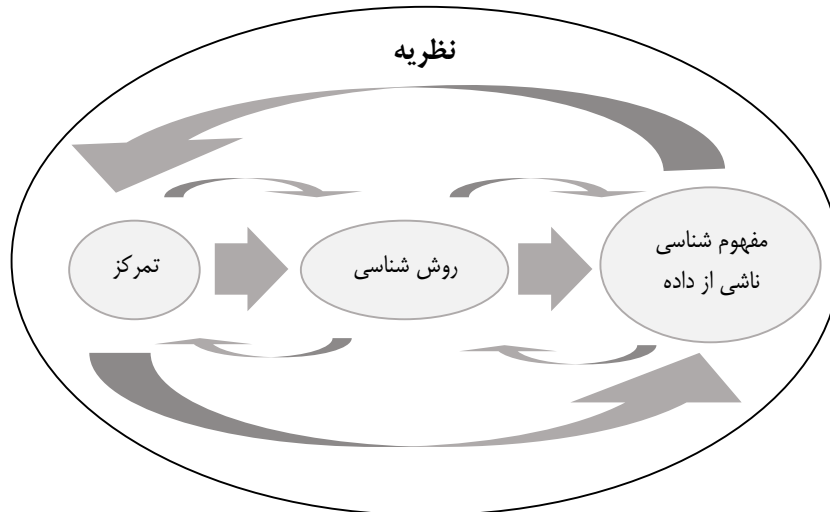 نظریه
تمرکز
روش شناسی
مفهوم شناسی
ناشی از داده